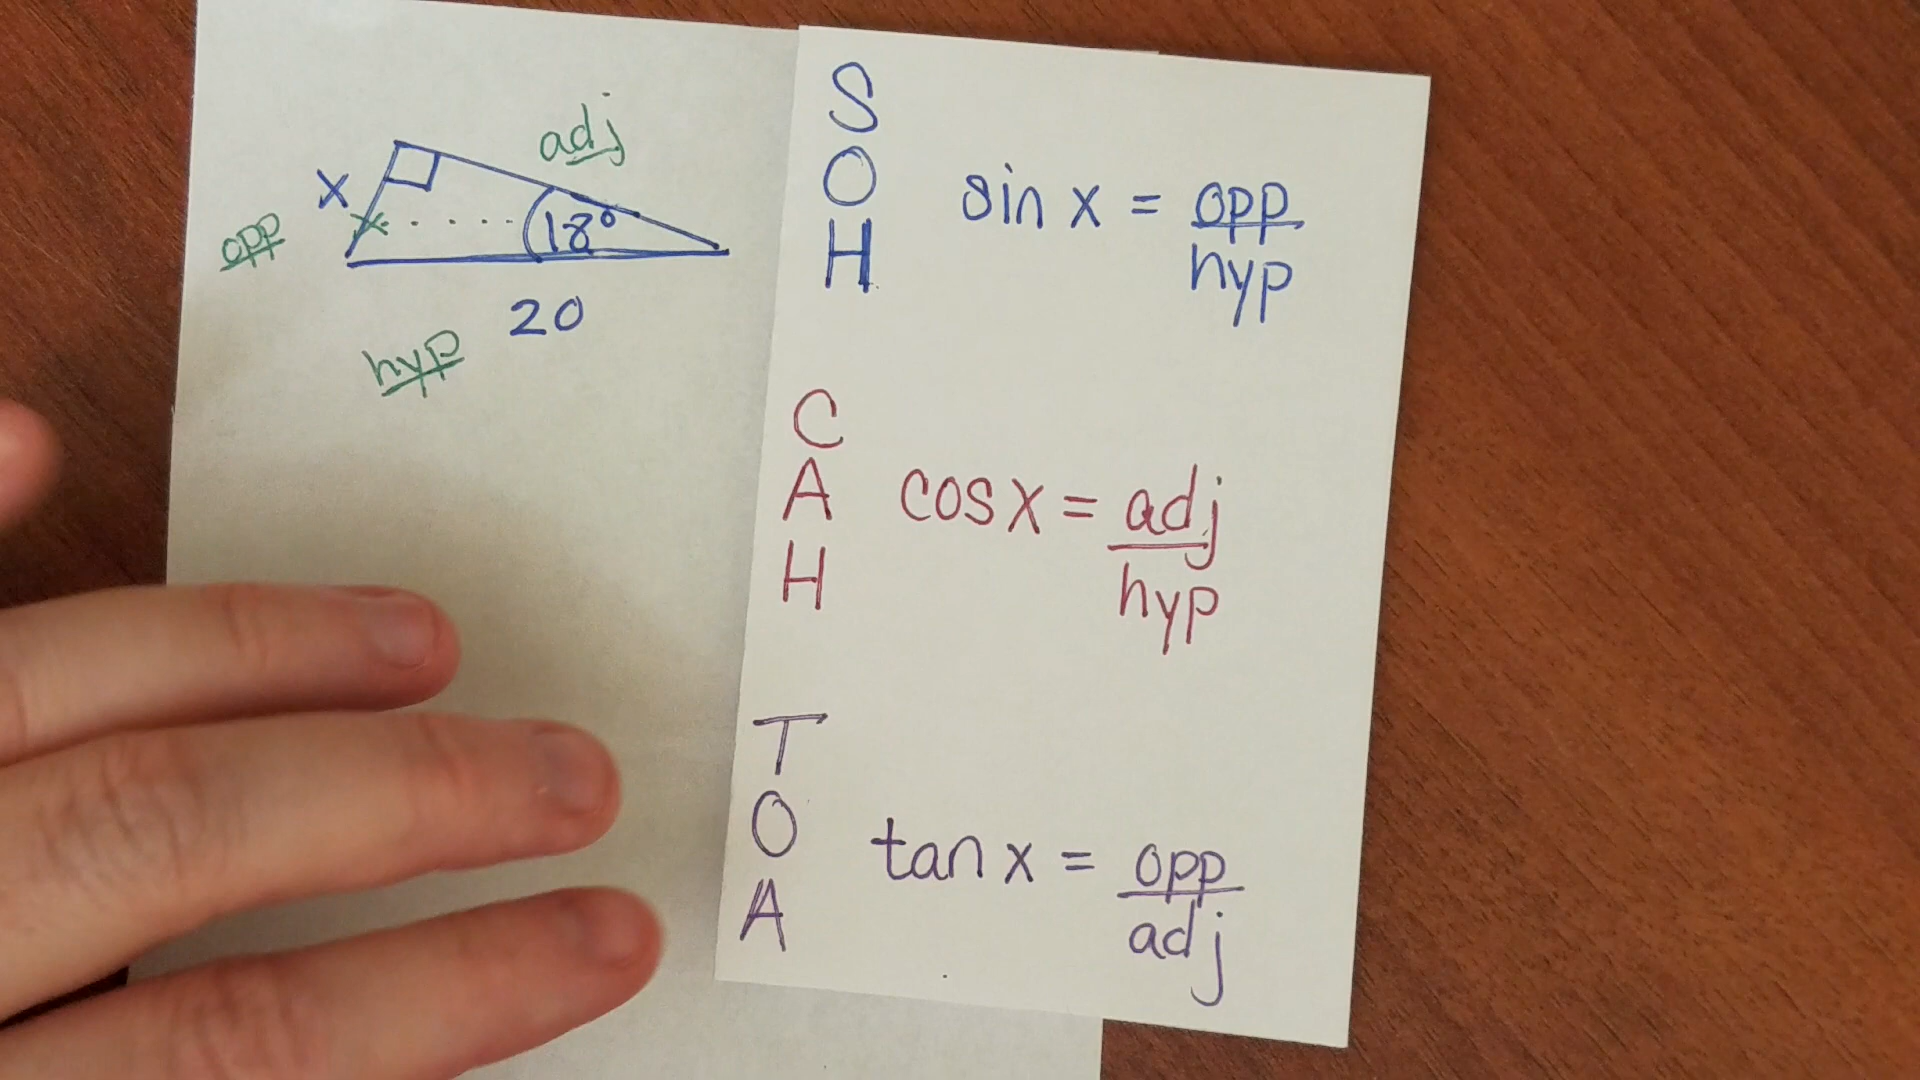 adj
x
18°
opp
20
hyp
S
O
H
sin x = opp
hyp
C
A
H
cos x = adj
hyp
T
O
A
tan x = opp
adj